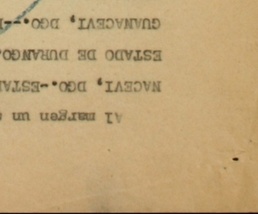 Al margen un
NACEVI, DGO.-ESTA
ESTADO DE DURANGO.
GUANACEVI, DGO.--